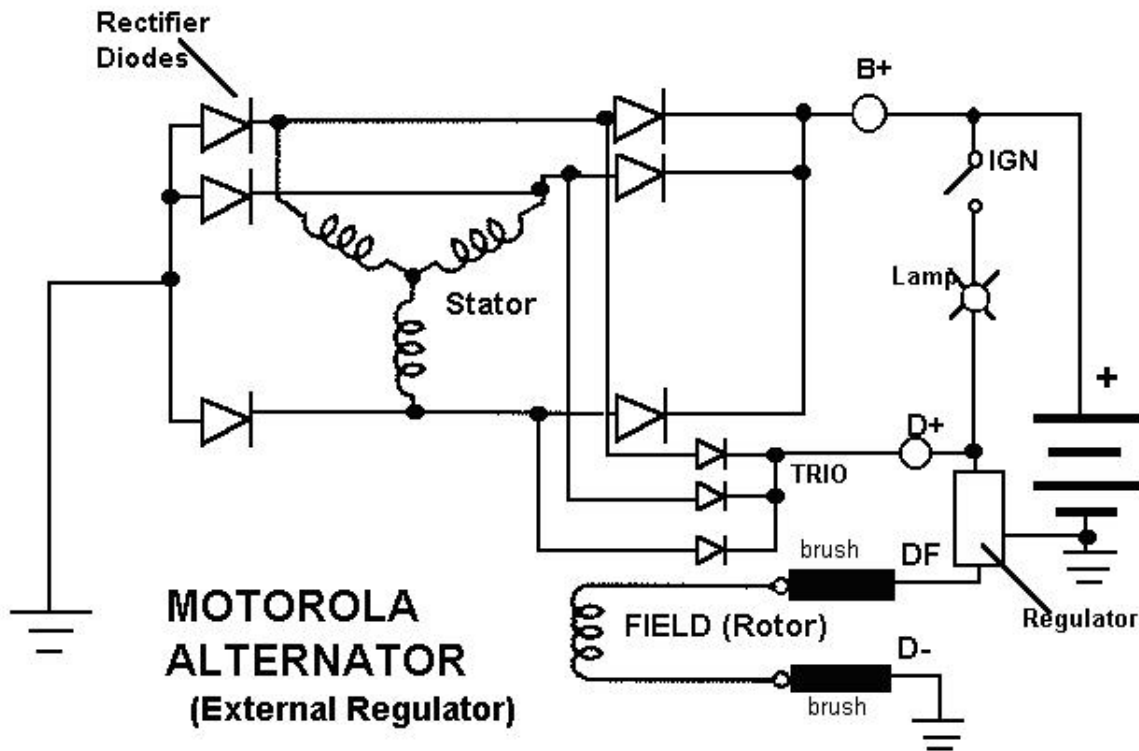 Rectifier
Diodes
B+
IGN
Lamp
Stator
+
D+
TRIO
brush
DF
Regulator
FIELD (Rotor)
D-
brush
MOTOROLA
ALTERNATOR
(External Regulator)